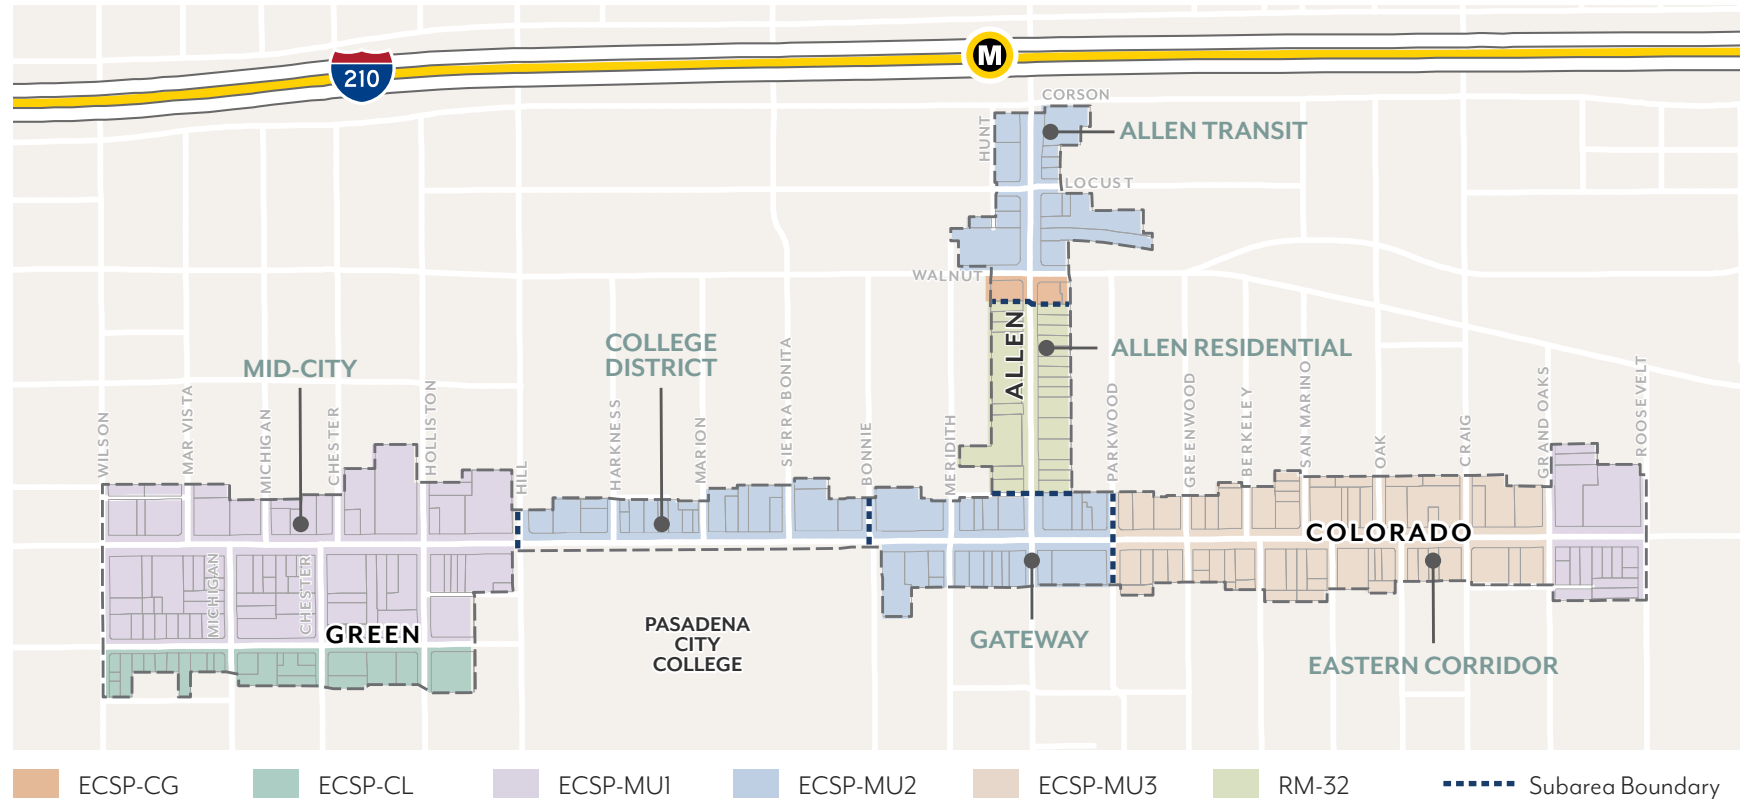 M
210
CORSON
HUNT
ALLEN TRANSIT
LOCUST
WALNUT
ALLEN
ALLEN RESIDENTIAL
MID-CITY
COLLEGE
DISTRICT
WILSON
MAR VISTA
MICHIGAN
CHESTER
HOLLISTON
HILL
HARKNESS
MARION
SIERRA BONITA
BONNIE
MERIDITH
PARKWOOD
GREENWOOD
BERKELEY
SAN MARINO
OAK
CRAIG
GRAND OAKS
ROOSEVELT
COLORADO
MICHIGAN
CHESTER
GREEN
PASADENA
CITY
COLLEGE
GATEWAY
EASTERN CORRIDOR
ECSP-CG
ECSP-CL
ECSP-MU1
ECSP-MU2
ECSP-MU3
RM-32
Subarea Boundary